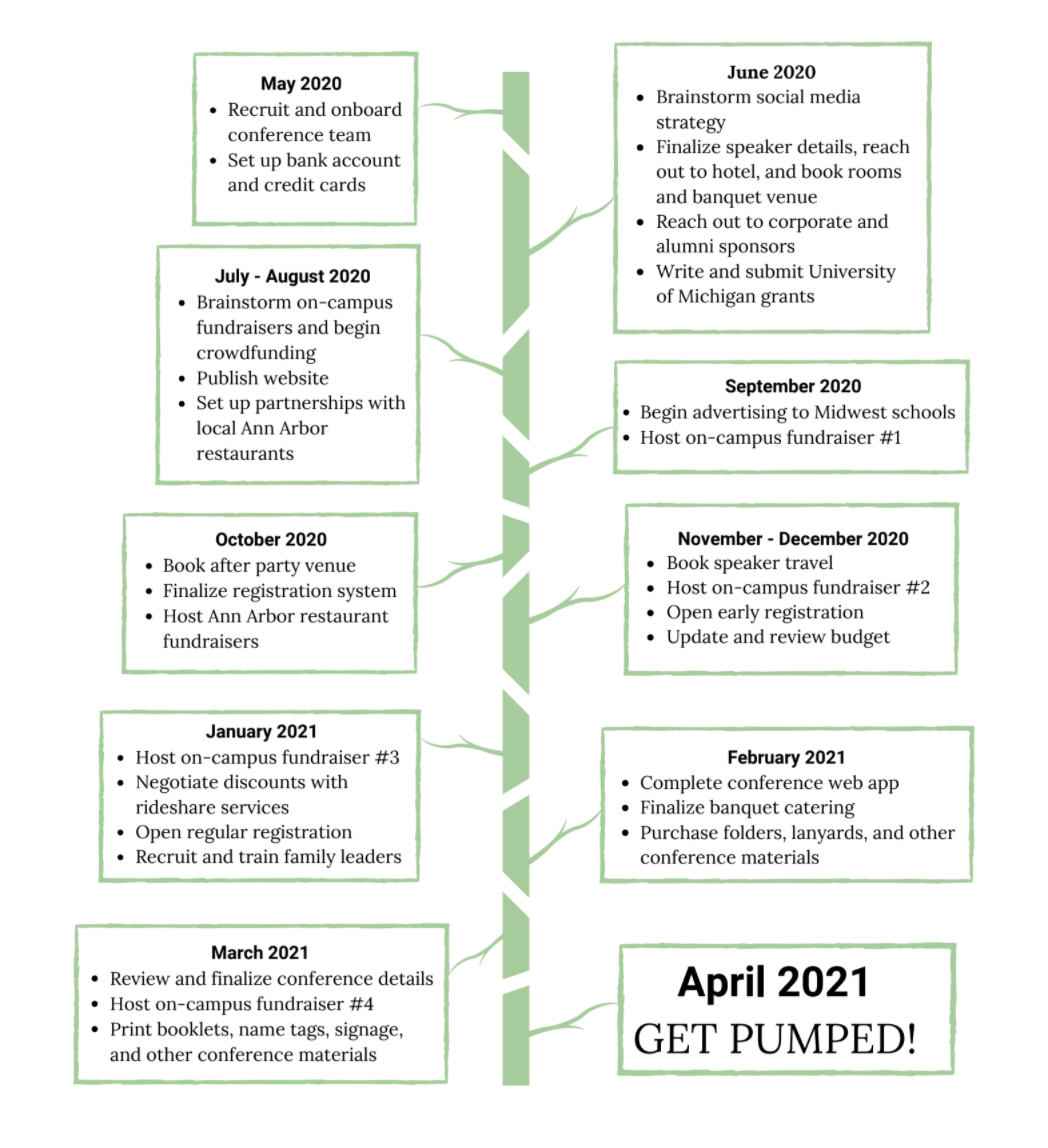 May 2020
• Recruit and onboard
conference team
• Set up bank account
and credit cards
June 2020
• Brainstorm social media
strategy
• Finalize speaker details, reach
out to hotel, and book rooms
and banquet venue
• Reach out to corporate and
alumni sponsors
• Write and submit University
of Michigan grants
July - August 2020
• Brainstorm on-campus
fundraisers and begin
crowdfunding
• Publish website
• Set up partnerships with
local Ann Arbor
restaurants
September 2020
• Begin advertising to Midwest schools
• Host on-campus fundraiser #1
October 2020
• Book after party venue
• Finalize registration system
• Host Ann Arbor restaurant
fundraisers
November - December 2020
• Book speaker travel
• Host on-campus fundraiser #2
• Open early registration
• Update and review budget
January 2021
• Host on-campus fundraiser #3
• Negotiate discounts with
rideshare services
• Open regular registration
• Recruit and train family leaders
February 2021
• Complete conference web app
• Finalize banquet catering
• Purchase folders, lanyards, and other
conference materials
March 2021
• Review and finalize conference details
• Host on-campus fundraiser #4
• Print booklets, name tags, signage,
and other conference materials
April 2021
GET PUMPED!